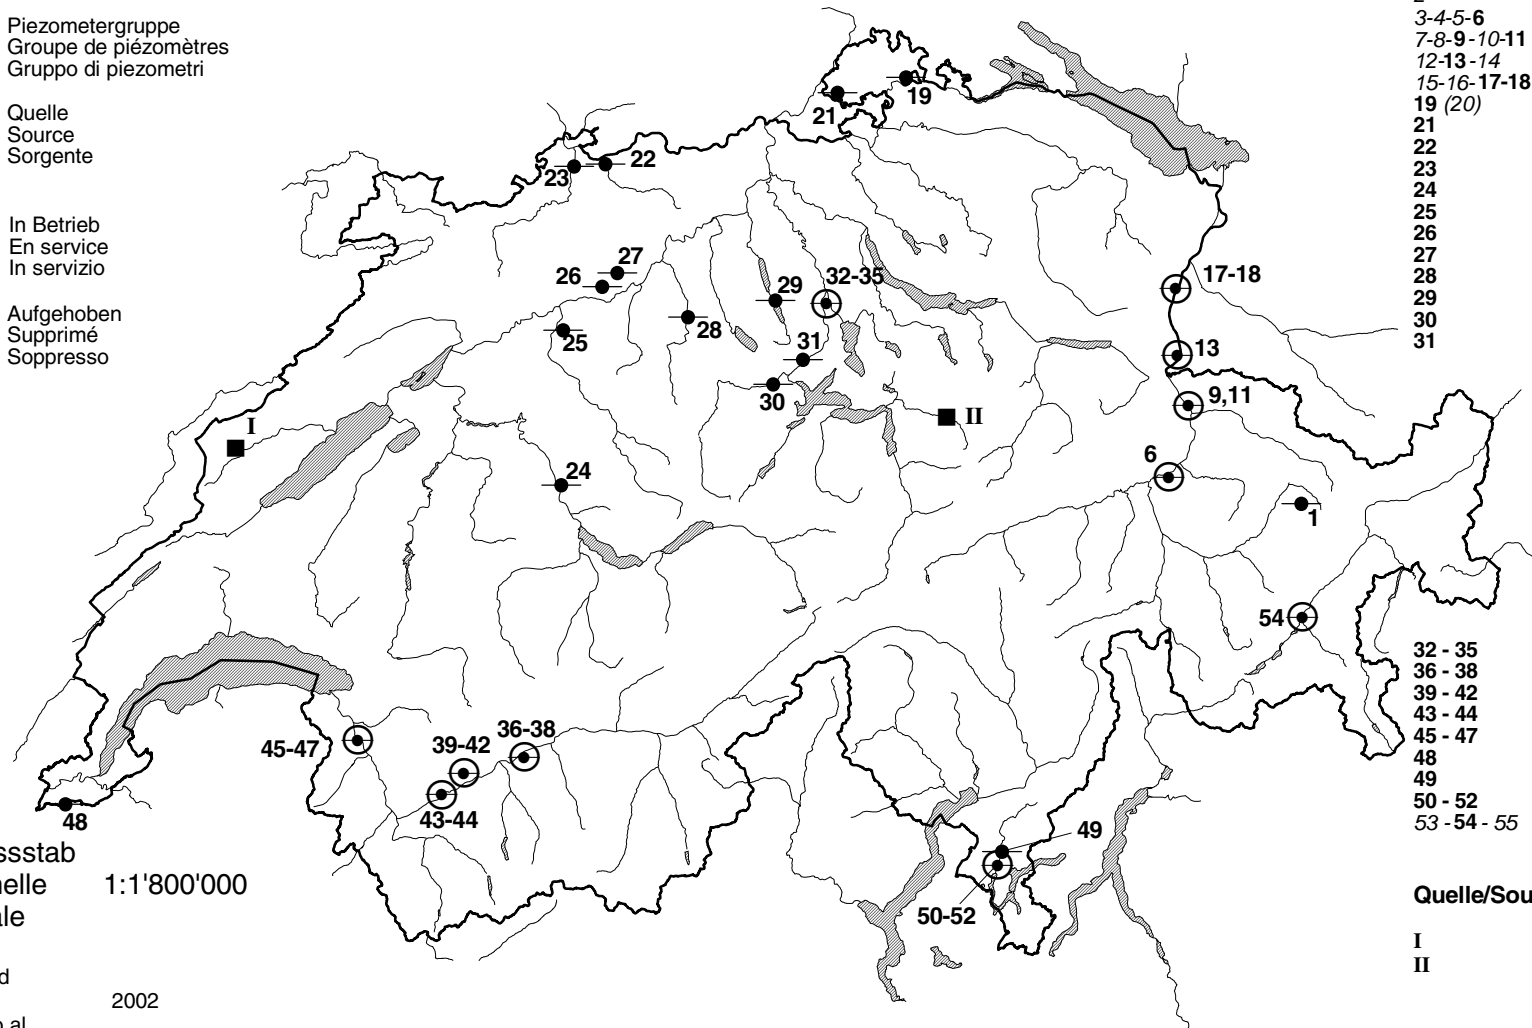 Piezometergruppe
Groupe de piézomètres
Gruppo di piezometri
Quelle
Source
Sorgente
In Betrieb
En service
In servizio
Aufgehoben
Supprimé
Soppresso
21
19
23
22
26
27
25
28
29
32-35
31
30
24
I
II
17-18
13
9,11
6
1
54
45-47
39-42
36-38
43-44
48
49
50-52
1:1'800'000
2002
3-4-5-6
7-8-9-10-11
12-13-14
15-16-17-18
19 (20)
21
22
23
24
25
26
27
28
29
30
31
32 - 35
36 - 38
39 - 42
43 - 44
45 - 47
48
49
50 - 52
53 - 54 - 55
Quelle/Sou
I
II